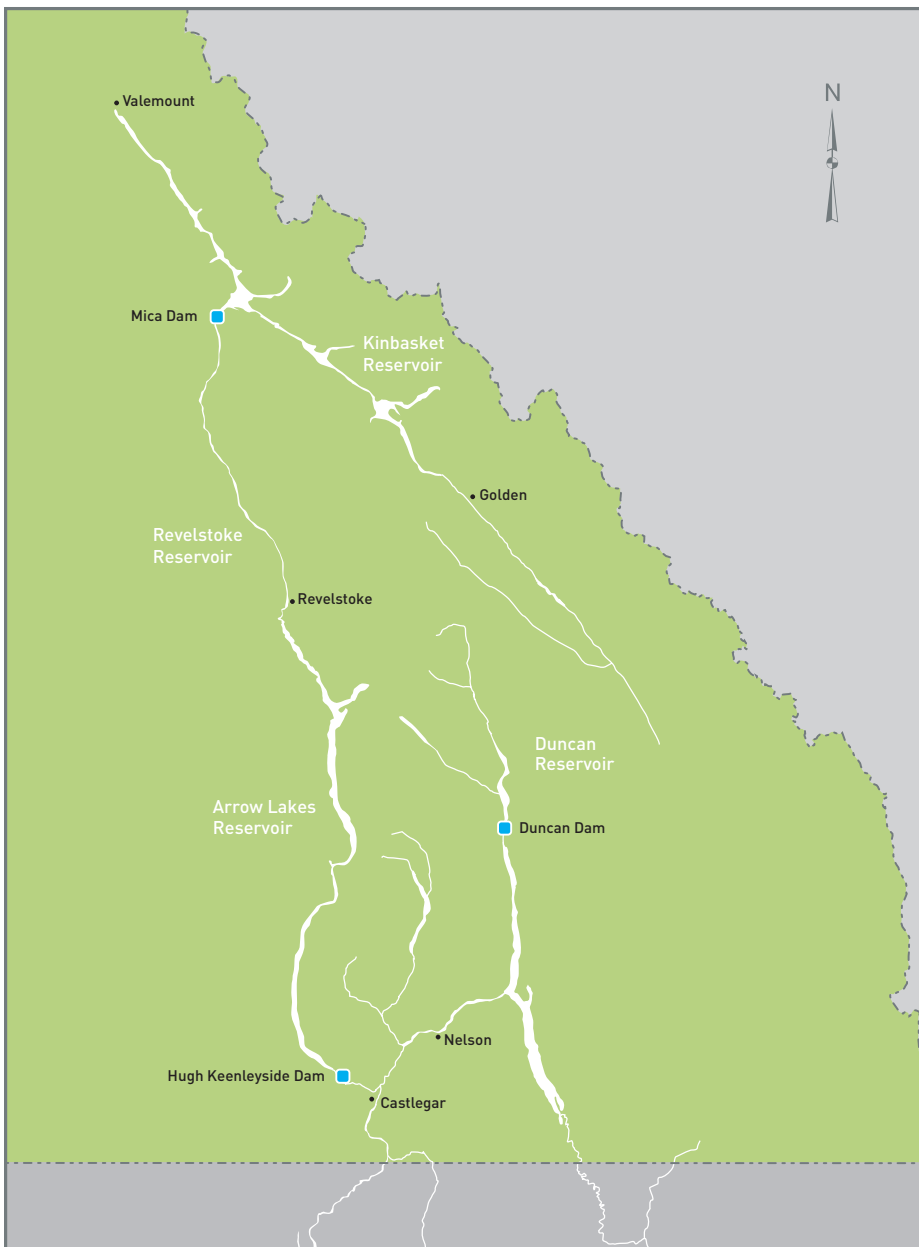 N
Valemount
Mica Dam
Kinbasket
Reservoir
Golden
Revelstoke
Reservoir
Revelstoke
Duncan
Reservoir
Arrow Lakes
Reservoir
Duncan Dam
Nelson
Hugh Keenleyside Dam
Castlegar